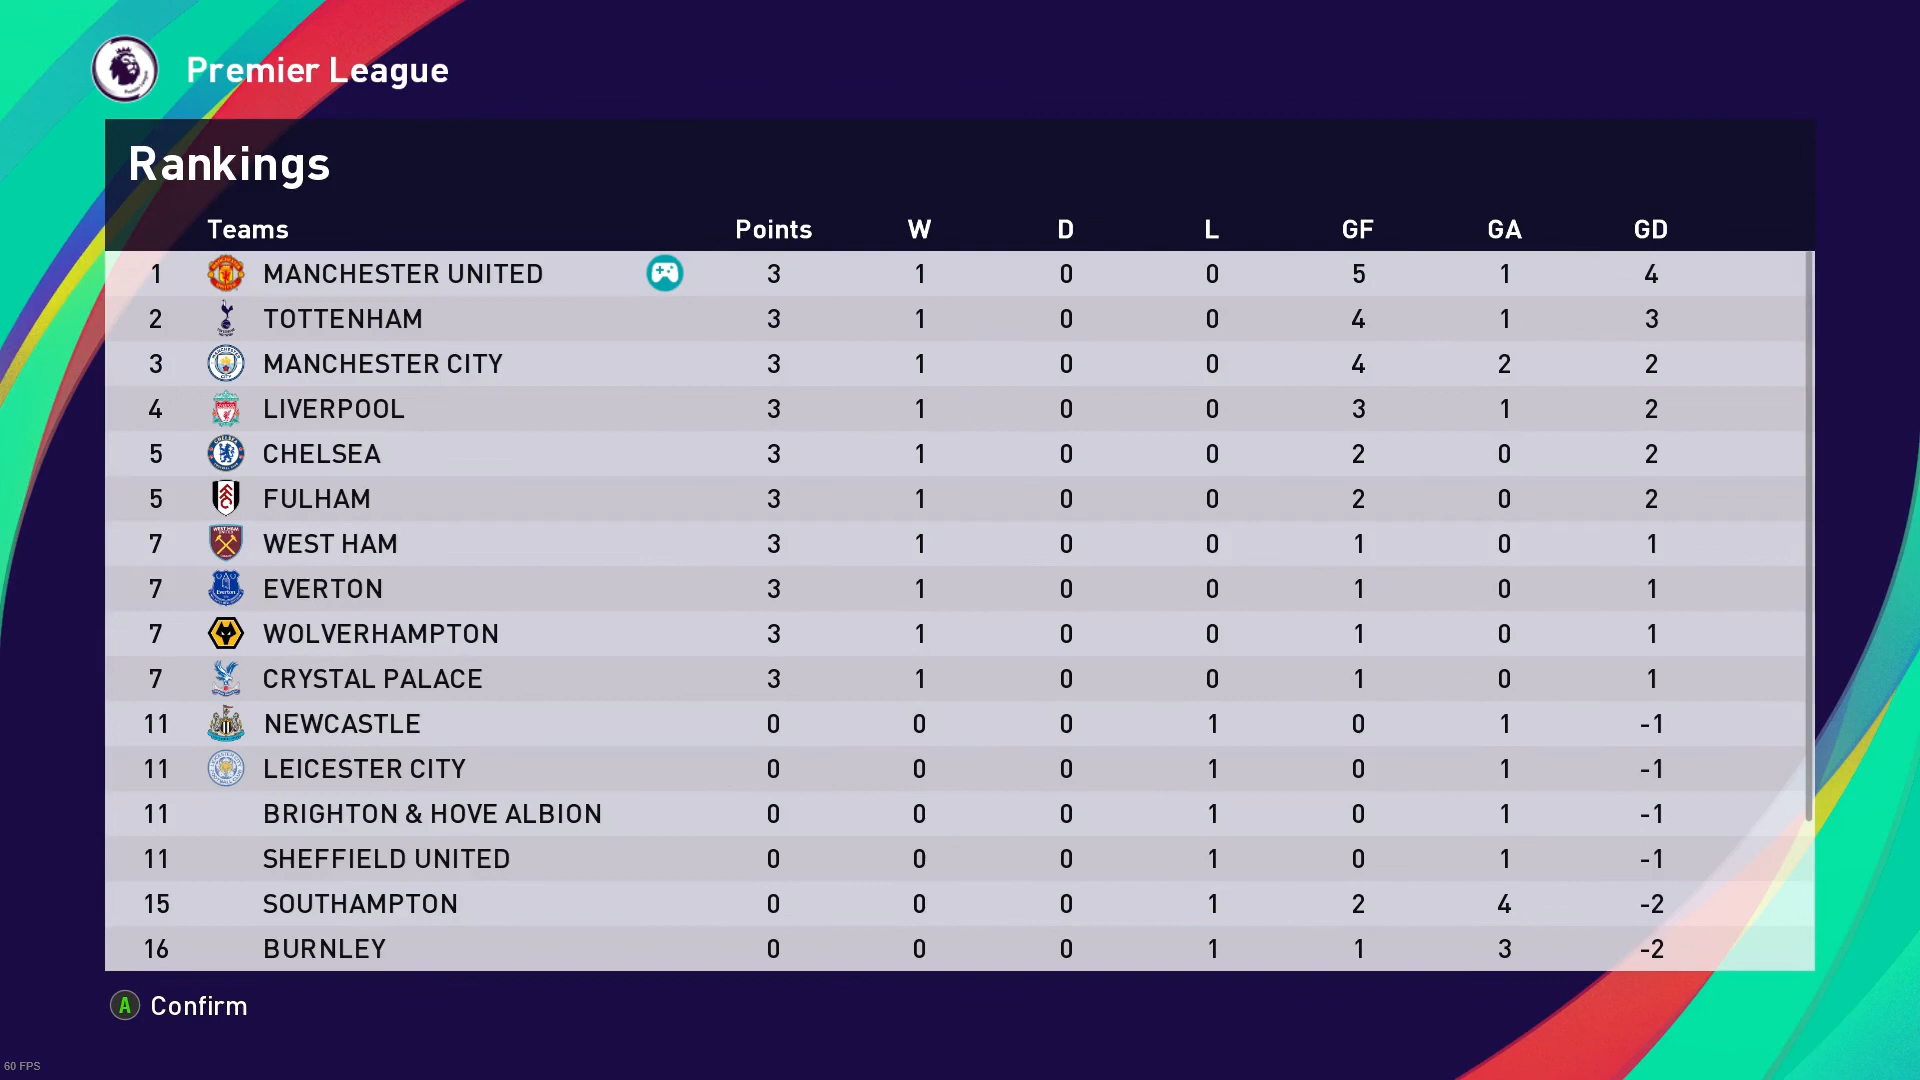 Premier League
Rankings
Teams Points W D L GF GA GD
1 MANCHESTER UNITED 3 1 0 0 5 1 4
2 TOTTENHAM 3 1 0 0 4 1 3
3 MANCHESTER CITY 3 1 0 0 4 2 2
4 LIVERPOOL 3 1 0 0 3 1 2
5 CHELSEA 3 1 0 0 2 0 2
5 FULHAM 3 1 0 0 2 0 2
7 WEST HAM 3 1 0 0 1 0 1
7 EVERTON 3 1 0 0 1 0 1
7 WOLVERHAMPTON 3 1 0 0 1 0 1
7 CRYSTAL PALACE 3 1 0 0 1 0 1
11 NEWCASTLE 0 0 0 1 0 1 -1
11 LEICESTER CITY 0 0 0 1 0 1 -1
11 BRIGHTON & HOVE ALBION 0 0 0 1 0 1 -1
11 SHEFFIELD UNITED 0 0 0 1 0 1 -1
15 SOUTHAMPTON 0 0 0 1 2 4 -2
16 BURNLEY 0 0 0 1 1 3 -2
A Confirm
60 FPS